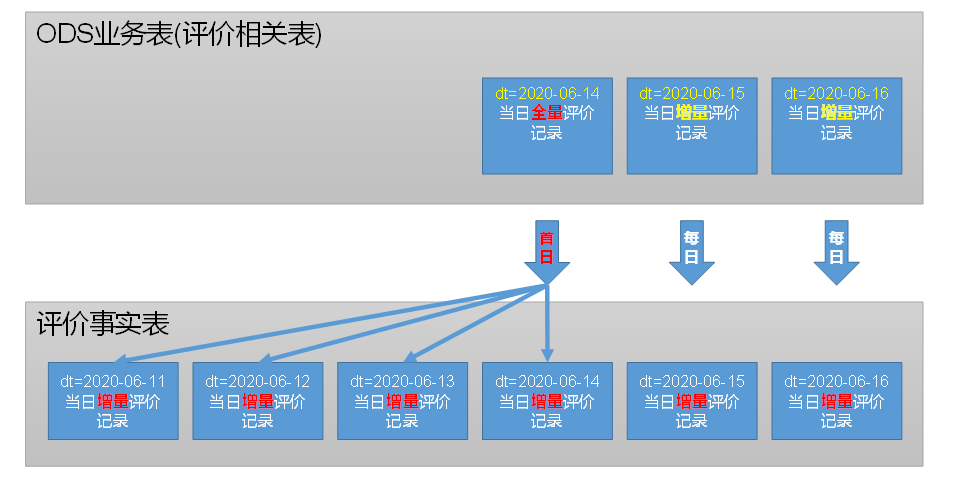 ODS业务表(评价相关表)
dt=2020-06-14
当日全量评价
记录
dt=2020-06-15
当日增量评价
记录
dt=2020-06-16
当日增量评价
记录
首
日
每
日
每
日
评价事实表
dt=2020-06-11
当日增量评价
记录
dt=2020-06-12
当日增量评价
记录
dt=2020-06-13
当日增量评价
记录
dt=2020-06-14
当日增量评价
记录
dt=2020-06-15
当日增量评价
记录
dt=2020-06-16
当日增量评价
记录